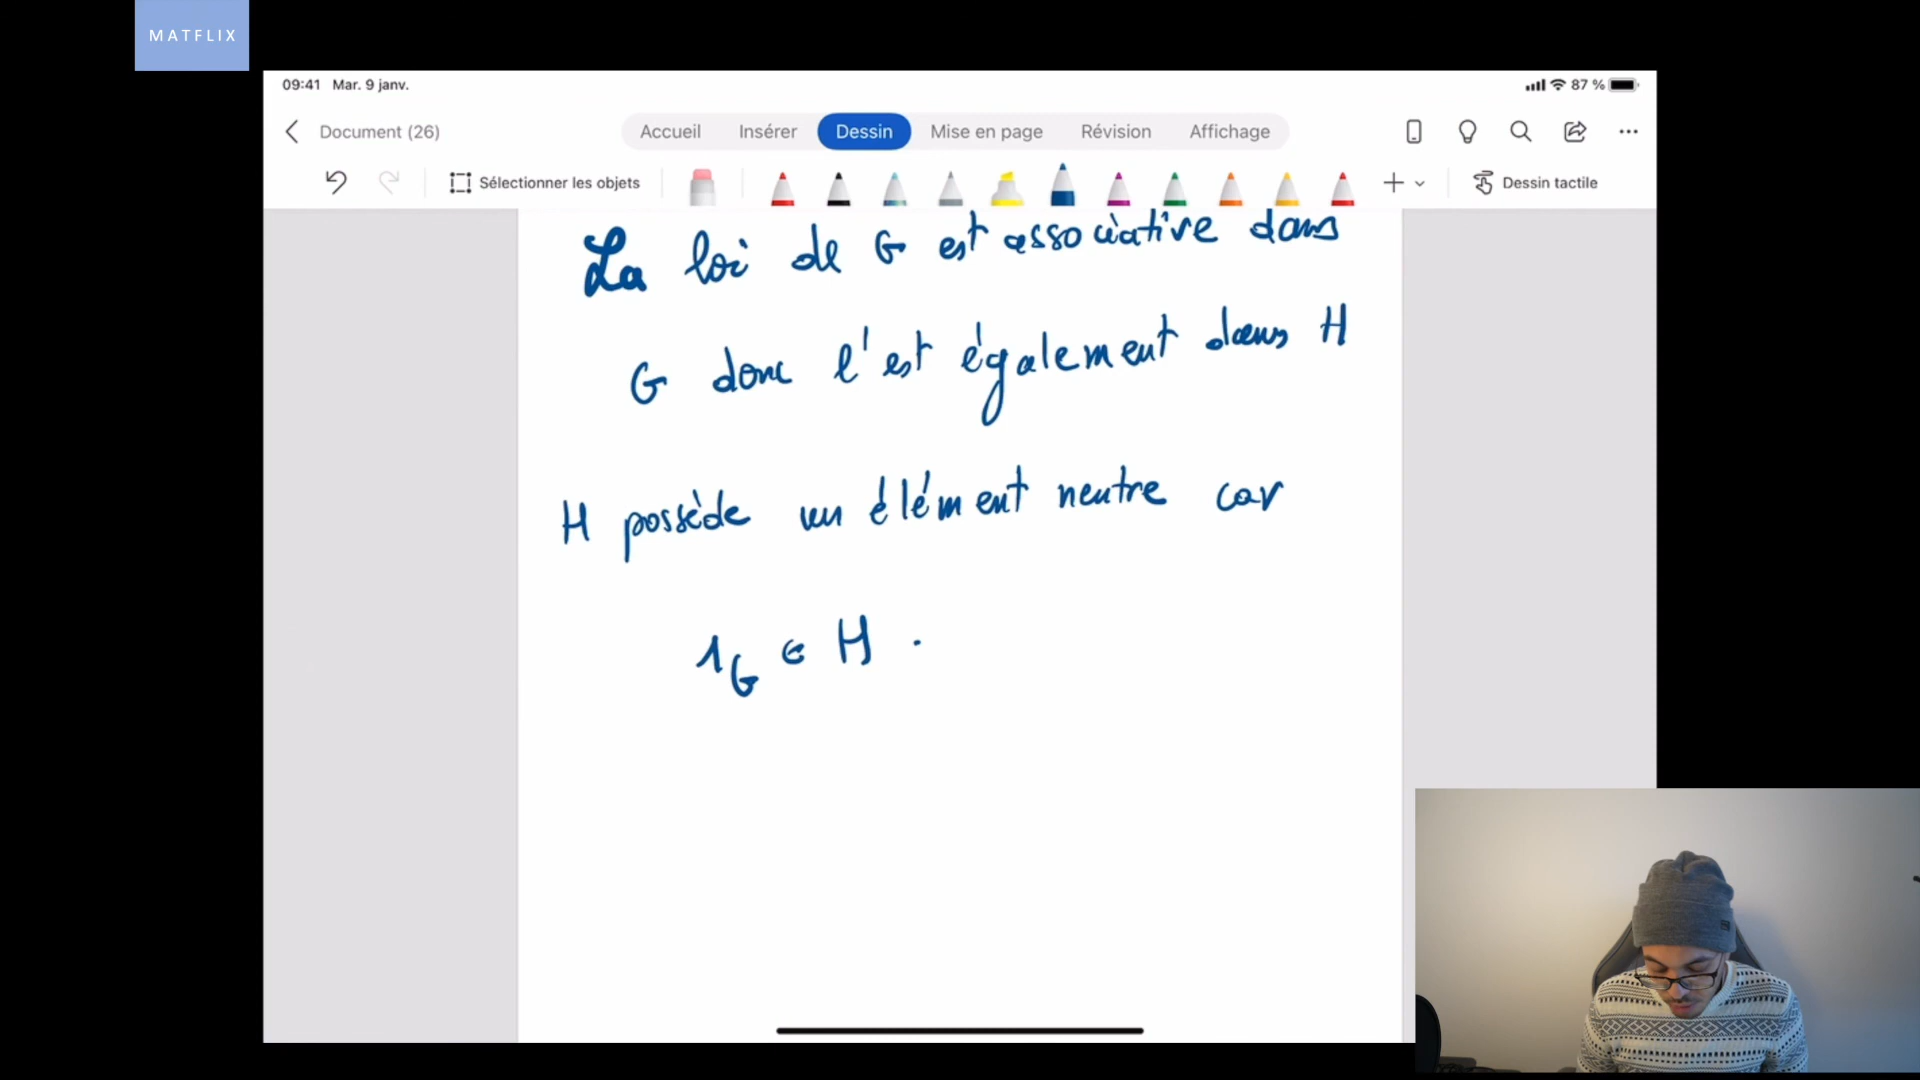 MATFLIX
09:41 Mar. 9 janv.
87 %
Document (26)
Accueil Insérer Dessin Mise en page Révision Affichage
Sélectionner les objets
Dessin tactile
La loi de G est associative dans
G donc l'est également dans H
H possède un élément neutre car
1_G ∈ H .